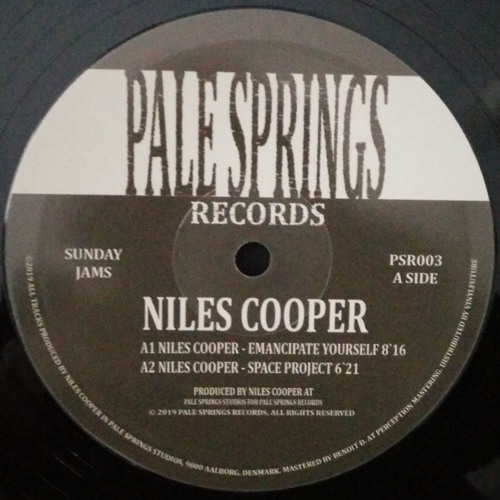 PALE SPRINGS
RECORDS
SUNDAY
JAMS
PSR003
A SIDE
NILES COOPER
A1 NILES COOPER - EMANCIPATE YOURSELF 8`16
A2 NILES COOPER - SPACE PROJECT 6`21
PRODUCED BY NILES COOPER AT
PALE SPRINGS STUDIOS FOR PALE SPRINGS RECORDS
© 2019 PALE SPRINGS RECORDS, ALL RIGHTS RESERVED
©2019 ALL TRACKS PRODUCED BY NILES COOPER IN PALE SPRINGS STUDIOS, 9000 AALBORG, DENMARK. MASTERED BY BENOIT D. AT PERCEPTION MASTERING. DISTRIBUTED BY VINYLFUTURE